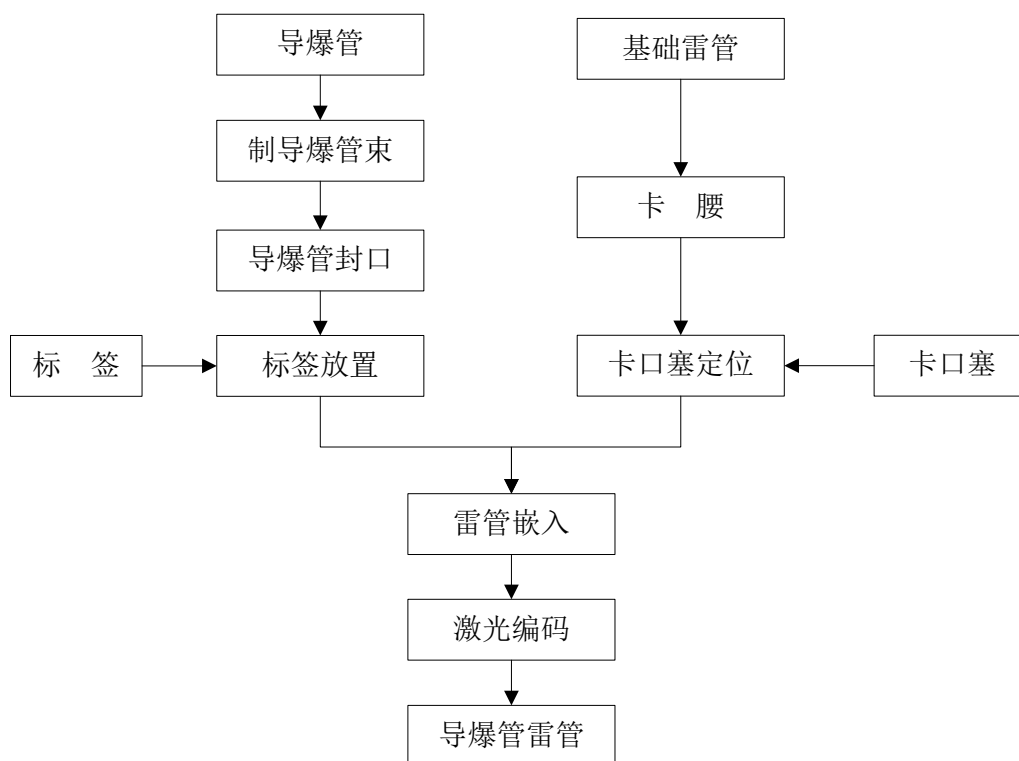 导爆管
基础雷管
制导爆管束
卡 腰
导爆管封口
标 签
标签放置
卡口塞定位
卡口塞
雷管嵌入
激光编码
导爆管雷管